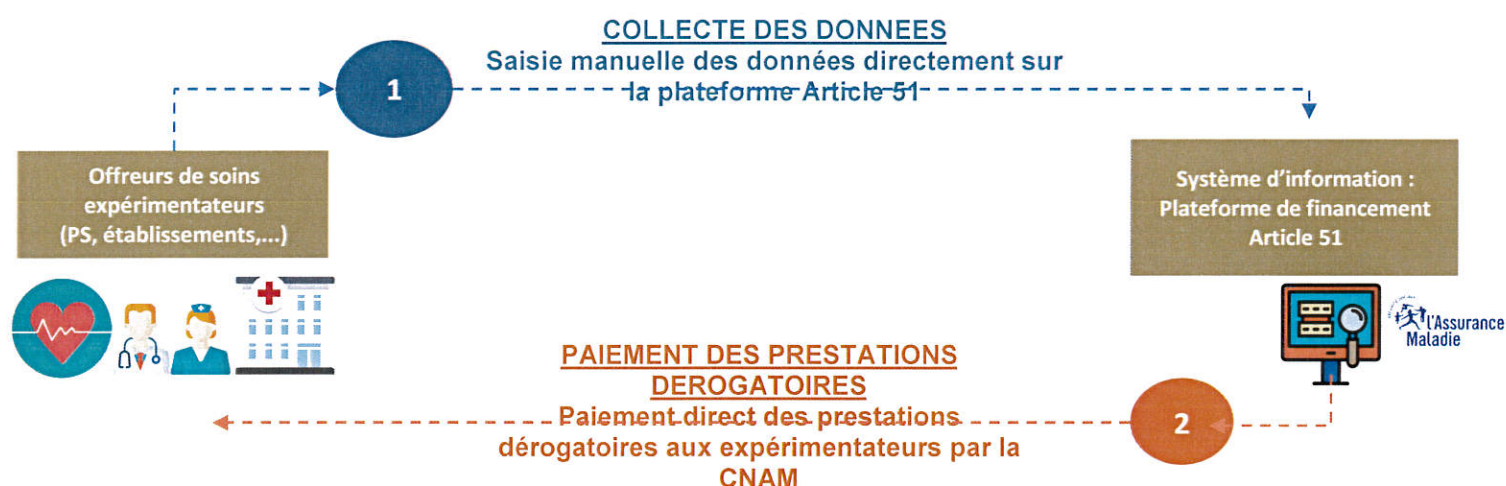 COLLECTE DES DONNEES
Saisie manuelle des données directement sur
la plateforme Article 51
1
Offreurs de soins
expérimentateurs
(PS, établissements,...)
Système d'information :
Plateforme de financement
Article 51
l'Assurance
Maladie
PAIEMENT DES PRESTATIONS
DEROGATOIRES
Paiement direct des prestations
dérogatoires aux expérimentateurs par la
CNAM
2